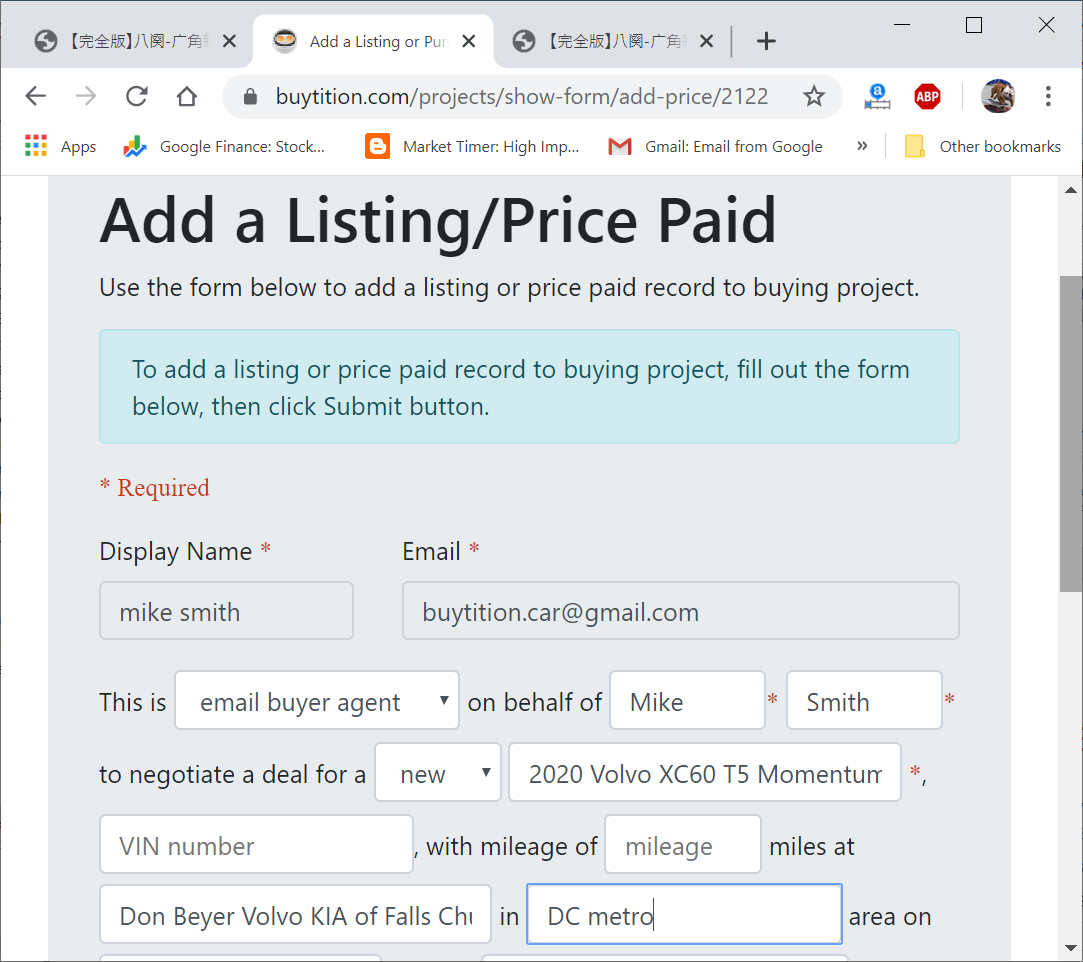 【完全版】八阕-广角
Add a Listing or Pur
【完全版】八阕-广角
buytition.com/projects/show-form/add-price/2122
a
ABP
Apps
Google Finance: Stock...
Market Timer: High Imp...
Gmail: Email from Google
»
Other bookmarks
Add a Listing/Price Paid
Use the form below to add a listing or price paid record to buying project.
To add a listing or price paid record to buying project, fill out the form
below, then click Submit button.
* Required
Display Name * Email *
mike smith buytition.car@gmail.com
This is email buyer agent on behalf of Mike * Smith *
to negotiate a deal for a new 2020 Volvo XC60 T5 Momentum *,
VIN number , with mileage of mileage miles at
Don Beyer Volvo KIA of Falls Chu in DC metro area on